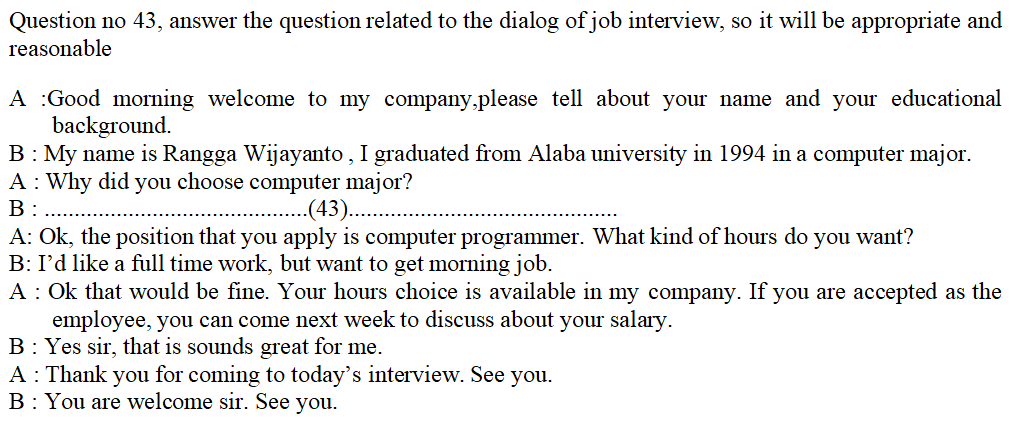 Question no 43, answer the question related to the dialog of job interview, so it will be appropriate and
reasonable
A :Good morning welcome to my company,please tell about your name and your educational
background.
B : My name is Rangga Wijayanto , I graduated from Alaba university in 1994 in a computer major.
A : Why did you choose computer major?
B : ............................................(43).............................................
A: Ok, the position that you apply is computer programmer. What kind of hours do you want?
B: I’d like a full time work, but want to get morning job.
A : Ok that would be fine. Your hours choice is available in my company. If you are accepted as the
employee, you can come next week to discuss about your salary.
B : Yes sir, that is sounds great for me.
A : Thank you for coming to today’s interview. See you.
B : You are welcome sir. See you.